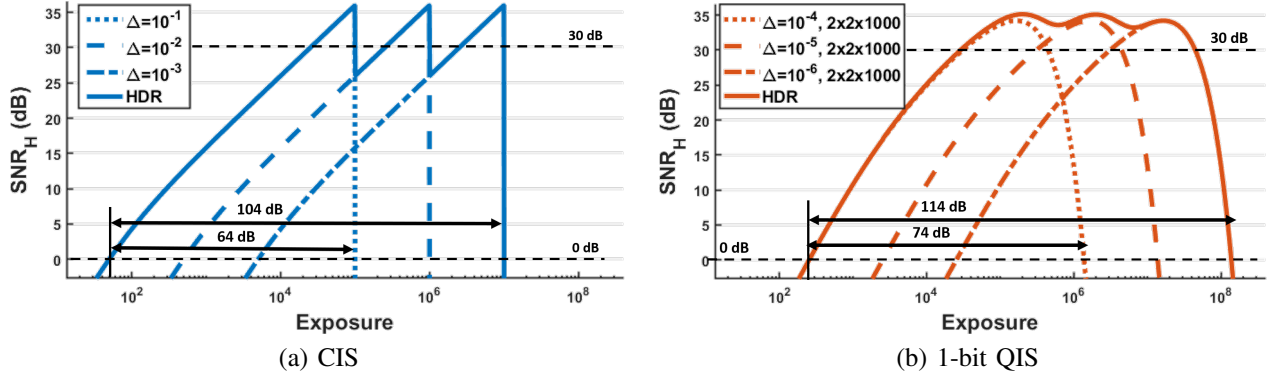 SNR_H (dB)
35
30
25
20
15
10
5
0
Δ=10^-1
Δ=10^-2
Δ=10^-3
HDR
30 dB
104 dB
64 dB
0 dB
10^2
10^4
10^6
10^8
Exposure
(a) CIS
SNR_H (dB)
35
30
25
20
15
10
5
0
Δ=10^-4, 2x2x1000
Δ=10^-5, 2x2x1000
Δ=10^-6, 2x2x1000
HDR
30 dB
114 dB
74 dB
0 dB
10^2
10^4
10^6
10^8
Exposure
(b) 1-bit QIS